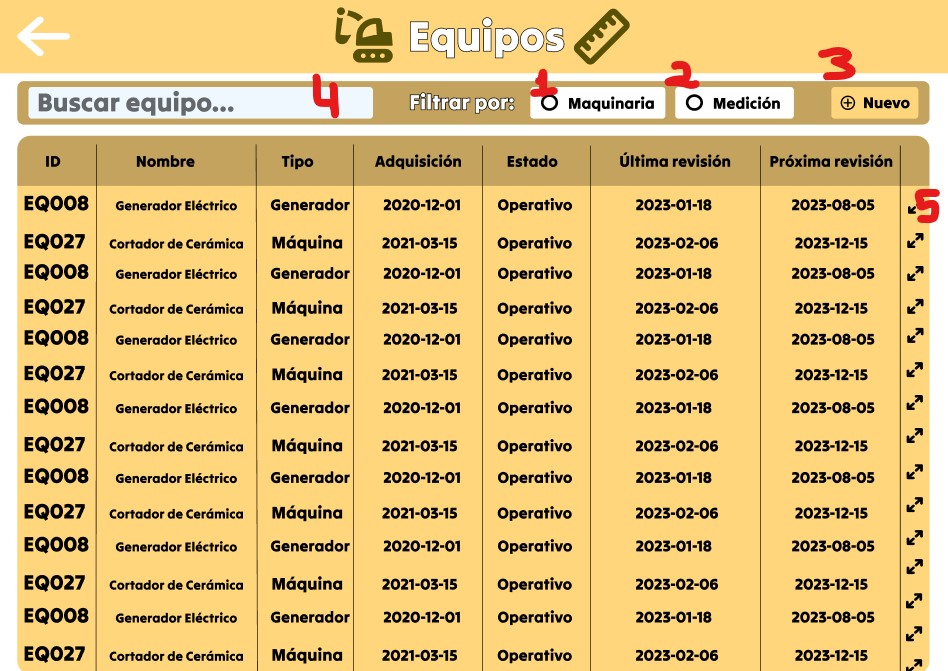 Equipos
1 2 3
Buscar equipo... 4 Filtrar por: Maquinaria Medición Nuevo
ID Nombre Tipo Adquisición Estado Última revisión Próxima revisión
EQ008 Generador Eléctrico Generador 2020-12-01 Operativo 2023-01-18 2023-08-05 5
EQ027 Cortador de Cerámica Máquina 2021-03-15 Operativo 2023-02-06 2023-12-15
EQ008 Generador Eléctrico Generador 2020-12-01 Operativo 2023-01-18 2023-08-05
EQ027 Cortador de Cerámica Máquina 2021-03-15 Operativo 2023-02-06 2023-12-15
EQ008 Generador Eléctrico Generador 2020-12-01 Operativo 2023-01-18 2023-08-05
EQ027 Cortador de Cerámica Máquina 2021-03-15 Operativo 2023-02-06 2023-12-15
EQ008 Generador Eléctrico Generador 2020-12-01 Operativo 2023-01-18 2023-08-05
EQ027 Cortador de Cerámica Máquina 2021-03-15 Operativo 2023-02-06 2023-12-15
EQ008 Generador Eléctrico Generador 2020-12-01 Operativo 2023-01-18 2023-08-05
EQ027 Cortador de Cerámica Máquina 2021-03-15 Operativo 2023-02-06 2023-12-15
EQ008 Generador Eléctrico Generador 2020-12-01 Operativo 2023-01-18 2023-08-05
EQ027 Cortador de Cerámica Máquina 2021-03-15 Operativo 2023-02-06 2023-12-15
EQ008 Generador Eléctrico Generador 2020-12-01 Operativo 2023-01-18 2023-08-05
EQ027 Cortador de Cerámica Máquina 2021-03-15 Operativo 2023-02-06 2023-12-15